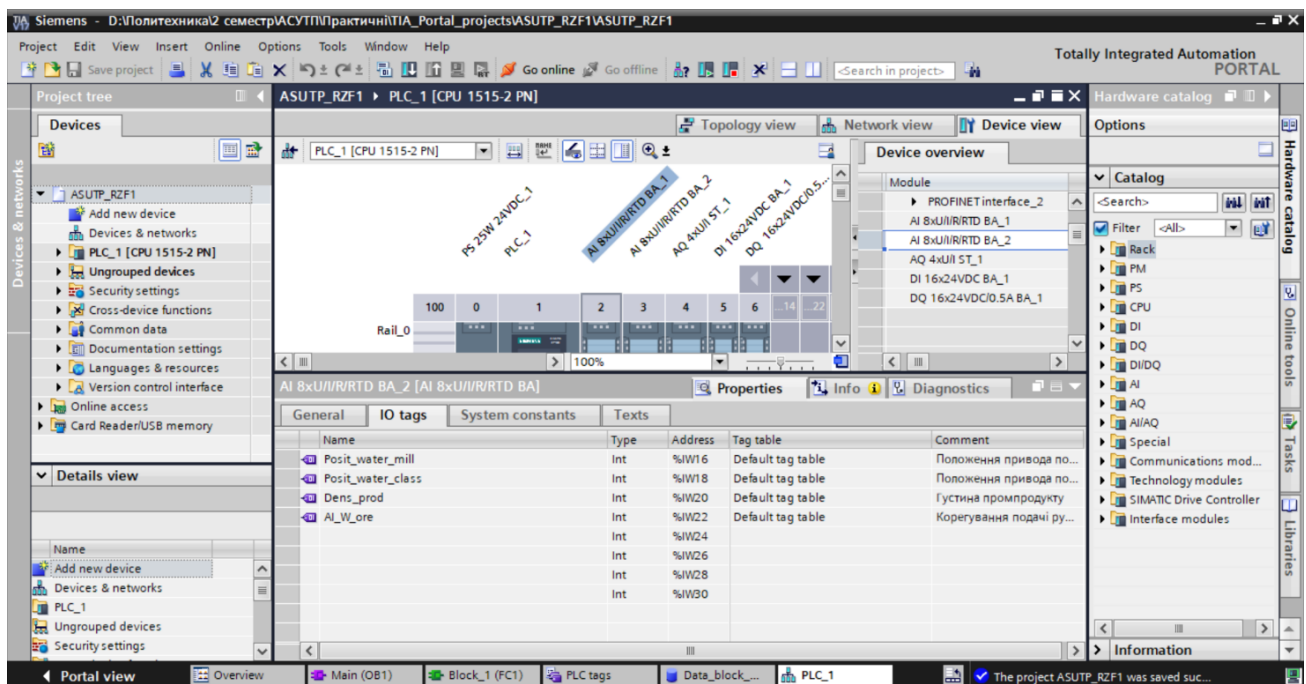 Siemens - D:\Политехника\2 семестр\АСУТП\Практичні\TIA_Portal_projects\ASUTP_RZF1\ASUTP_RZF1
Project Edit View Insert Online Options Tools Window Help
Totally Integrated Automation
PORTAL
Save project Go online Go offline <Search in project>
Project tree
ASUTP_RZF1 ▸ PLC_1 [CPU 1515-2 PN]
Hardware catalog
Devices
Topology view Network view Device view
Options
PLC_1 [CPU 1515-2 PN]
Device overview
Devices & networks
ASUTP_RZF1
Add new device
Devices & networks
PLC_1 [CPU 1515-2 PN]
Ungrouped devices
Security settings
Cross-device functions
Common data
Documentation settings
Languages & resources
Version control interface
Online access
Card Reader/USB memory
PS 25W 24VDC_1
PLC_1
AI 8xU/I/R/RTD BA_1
AI 8xU/I/R/RTD BA_2
AQ 4xU/I ST_1
DI 16x24VDC BA_1
DQ 16x24VDC/0.5...
100 0 1 2 3 4 5 6 ...14 ...22
Rail_0
100%
Module
PROFINET interface_2
AI 8xU/I/R/RTD BA_1
AI 8xU/I/R/RTD BA_2
AQ 4xU/I ST_1
DI 16x24VDC BA_1
DQ 16x24VDC/0.5A BA_1
Catalog
<Search>
Filter <All>
Rack
PM
PS
CPU
DI
DQ
DI/DQ
AI
AQ
AI/AQ
Special
Communications mod...
Technology modules
SIMATIC Drive Controller
Interface modules
Information
Hardware catalog
Online tools
Tasks
Libraries
AI 8xU/I/R/RTD BA_2 [AI 8xU/I/R/RTD BA]
Properties Info Diagnostics
General IO tags System constants Texts
Name Type Address Tag table Comment
Posit_water_mill Int %IW16 Default tag table Положення привода по...
Posit_water_class Int %IW18 Default tag table Положення привода по...
Dens_prod Int %IW20 Default tag table Густина промпродукту
AI_W_ore Int %IW22 Default tag table Корегування подачі ру...
Int %IW24
Int %IW26
Int %IW28
Int %IW30
Details view
Name
Add new device
Devices & networks
PLC_1
Ungrouped devices
Security settings
Portal view Overview Main (OB1) Block_1 (FC1) PLC tags Data_block_... PLC_1 The project ASUTP_RZF1 was saved suc...